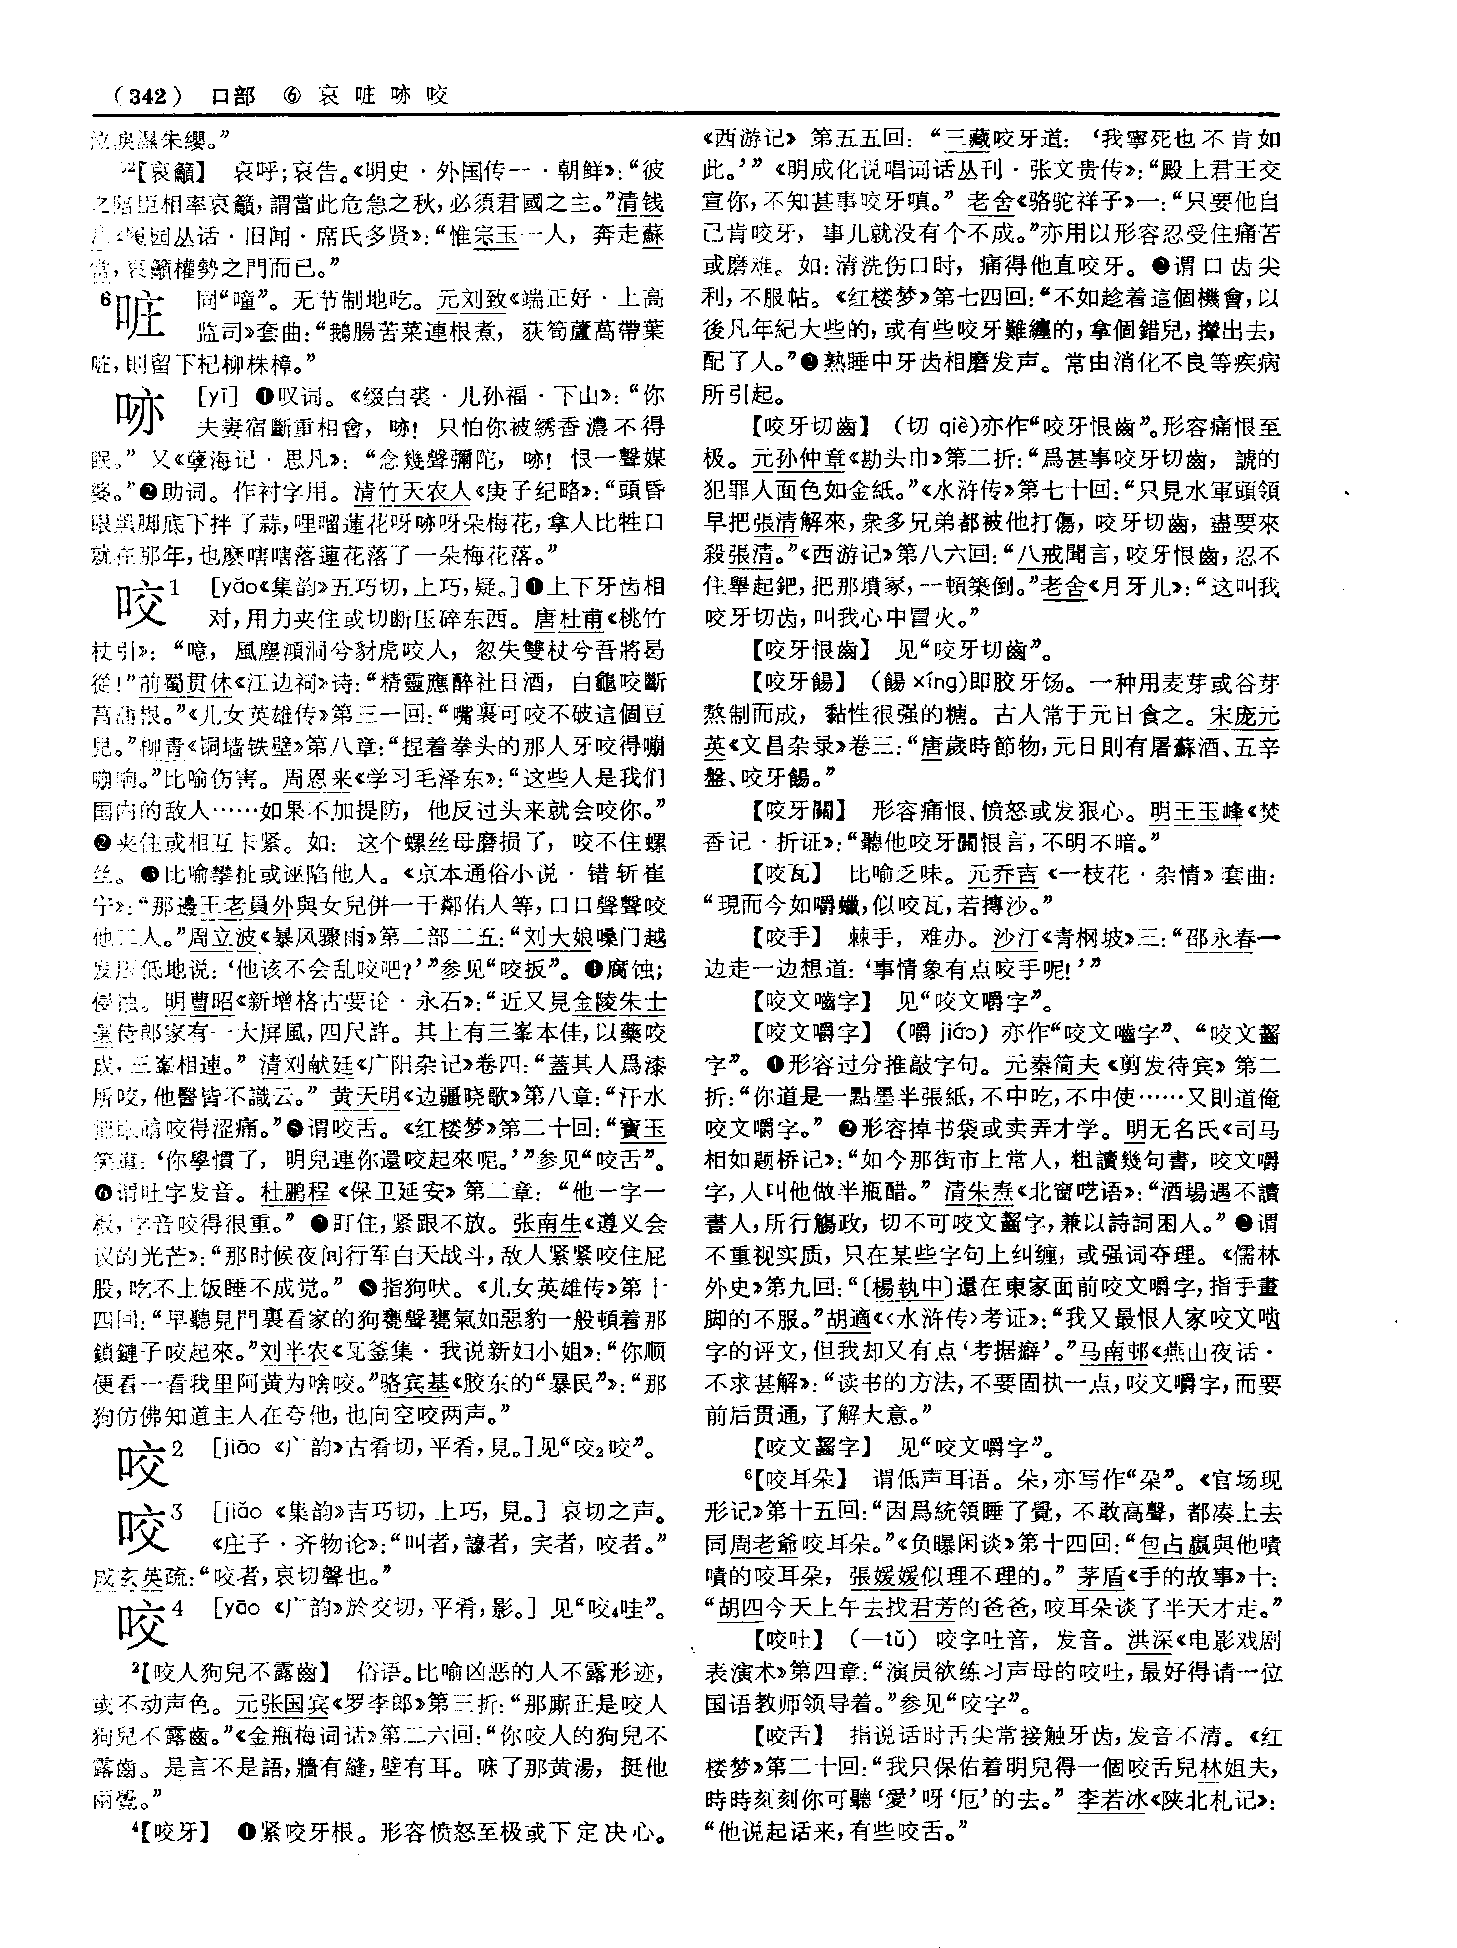 (342) 口部 ⑥ 哀 𠰷 哧 咬
泣淚濕朱纓。”
²²【哀籲】 哀呼;哀告。《明史·外国传一·朝鲜》:“彼
之陪臣相率哀籲,謂當此危急之秋,必須君國之主。”清钱
泳《履园丛话·旧闻·席氏多贤》:“惟宗玉一人,奔走蘇
常,哀籲權勢之門而已。”
⁶ 同“噇”。无节制地吃。元刘致《端正好·上高
监司》套曲:“鵝腸苦菜連根煮,荻筍蘆萵帶葉
,則留下杞柳株樟。”
[yī] ❶叹词。《缀白裘·儿孙福·下山》:“你
夫妻宿斷重相會,! 只怕你被綉香濃不得
眠。”又《孽海记·思凡》:“念幾聲彌陀,! 恨一聲媒
婆。”❷助词。作衬字用。清竹天农人《庚子纪略》:“頭昏
眼黑脚底下拌了蒜,哩嚠蓮花呀呀朵梅花,拿人比牲口
就在那年,也麽嗐嗐落蓮花落了一朵梅花落。”
咬1 [yǎo《集韵》五巧切,上巧,疑。]❶上下牙齿相
对,用力夹住或切断压碎东西。唐杜甫《桃竹
杖引》:“噫,風塵澒洞兮豺虎咬人,忽失雙杖兮吾將曷
從!”前蜀贯休《江边祠》诗:“精靈應醉社日酒,白龜咬斷
菖蒲根。”《儿女英雄传》第三一回:“嘴裏可咬不破這個豆
兒。”柳青《铜墙铁壁》第八章:“捏着拳头的那人牙咬得嘣
嘣响。”比喻伤害。周恩来《学习毛泽东》:“这些人是我们
国内的敌人……如果不加提防,他反过头来就会咬你。”
❷夹住或相互卡紧。如:这个螺丝母磨损了,咬不住螺
丝。❸比喻攀扯或诬陷他人。《京本通俗小说·错斩崔
宁》:“那邊王老員外與女兒併一干鄰佑人等,口口聲聲咬
他二人。”周立波《暴风骤雨》第二部二五:“刘大娘嗓门越
发压低地说:‘他该不会乱咬吧?’”参见“咬扳”。❹腐蚀;
侵蚀。明曹昭《新增格古要论·永石》:“近又見金陵朱士
選侍郎家有一大屏風,四尺許。其上有三峯本佳,以藥咬
成,三峯相連。”清刘献廷《广阳杂记》卷四:“蓋其人爲漆
所咬,他醫皆不識云。”黄天明《边疆晓歌》第八章:“汗水
把眼睛咬得涩痛。”❺谓咬舌。《红楼梦》第二十回:“寶玉
笑道:‘你學慣了,明兒連你還咬起來呢。’”参见“咬舌”。
❻谓吐字发音。杜鹏程《保卫延安》第二章:“他一字一
板,字音咬得很重。”❼盯住,紧跟不放。张南生《遵义会
议的光芒》:“那时候夜间行军白天战斗,敌人紧紧咬住屁
股,吃不上饭睡不成觉。”❽指狗吠。《儿女英雄传》第十
四回:“早聽見門裏看家的狗甕聲甕氣如惡豹一般頓着那
鎖鏈子咬起來。”刘半农《瓦釜集·我说新妇小姐》:“你顺
便看一看我里阿黄为啥咬。”骆宾基《胶东的“暴民”》:“那
狗仿佛知道主人在夸他,也向空咬两声。”
咬2 [jiāo《广韵》古肴切,平肴,見。]见“咬₂咬”。
咬3 [jiǎo《集韵》吉巧切,上巧,見。] 哀切之声。
《庄子·齐物论》:“叫者,譹者,宎者,咬者。”
成玄英疏:“咬者,哀切聲也。”
咬4 [yāo《广韵》於交切,平肴,影。] 见“咬₄哇”。
²【咬人狗兒不露齒】 俗语。比喻凶恶的人不露形迹,
或不动声色。元张国宾《罗李郎》第三折:“那廝正是咬人
狗兒不露齒。”《金瓶梅词话》第二六回:“你咬人的狗兒不
露齒。是言不是語,牆有縫,壁有耳。㖠了那黄湯,挺他
兩覺。”
⁴【咬牙】 ❶紧咬牙根。形容愤怒至极或下定决心。
《西游记》第五五回:“三藏咬牙道:‘我寧死也不肯如
此。’”《明成化说唱词话丛刊·张文贵传》:“殿上君王交
宣你,不知甚事咬牙嗔。”老舍《骆驼祥子》一:“只要他自
己肯咬牙,事儿就没有个不成。”亦用以形容忍受住痛苦
或磨难。如:清洗伤口时,痛得他直咬牙。❷谓口齿尖
利,不服帖。《红楼梦》第七四回:“不如趁着這個機會,以
後凡年紀大些的,或有些咬牙難纏的,拿個錯兒,攆出去,
配了人。”❸熟睡中牙齿相磨发声。常由消化不良等疾病
所引起。
【咬牙切齒】 (切 qiè)亦作“咬牙恨齒”。形容痛恨至
极。元孙仲章《勘头巾》第二折:“爲甚事咬牙切齒,諕的
犯罪人面色如金紙。”《水浒传》第七十回:“只見水軍頭領
早把張清解來,衆多兄弟都被他打傷,咬牙切齒,盡要來
殺張清。”《西游记》第八六回:“八戒聞言,咬牙恨齒,忍不
住舉起鈀,把那墳冢,一頓築倒。”老舍《月牙儿》:“这叫我
咬牙切齿,叫我心中冒火。”
【咬牙恨齒】 见“咬牙切齒”。
【咬牙餳】 (餳 xíng)即胶牙饧。一种用麦芽或谷芽
熬制而成,黏性很强的糖。古人常于元日食之。宋庞元
英《文昌杂录》卷三:“唐歲時節物,元日則有屠蘇酒、五辛
盤、咬牙餳。”
【咬牙關】 形容痛恨、愤怒或发狠心。明王玉峰《焚
香记·折证》:“聽他咬牙關恨言,不明不暗。”
【咬瓦】 比喻乏味。元乔吉《一枝花·杂情》套曲:
“現而今如嚼蠟,似咬瓦,若摶沙。”
【咬手】 棘手,难办。沙汀《青㭎坡》三:“邵永春一
边走一边想道:‘事情象有点咬手呢!’”
【咬文嚙字】 见“咬文嚼字”。
【咬文嚼字】 (嚼 jiáo) 亦作“咬文嚙字”、“咬文齧
字”。❶形容过分推敲字句。元秦简夫《剪发待宾》第二
折:“你道是一點墨半張紙,不中吃,不中使……又則道俺
咬文嚼字。”❷形容掉书袋或卖弄才学。明无名氏《司马
相如题桥记》:“如今那街市上常人,粗讀幾句書,咬文嚼
字,人叫他做半瓶醋。”清朱焘《北窗呓语》:“酒場遇不讀
書人,所行觴政,切不可咬文齧字,兼以詩詞困人。”❸谓
不重视实质,只在某些字句上纠缠,或强词夺理。《儒林
外史》第九回:“〔楊執中〕還在東家面前咬文嚼字,指手畫
脚的不服。”胡適《〈水浒传〉考证》:“我又最恨人家咬文啮
字的评文,但我却又有点‘考据癖’。”马南邨《燕山夜话·
不求甚解》:“读书的方法,不要固执一点,咬文嚼字,而要
前后贯通,了解大意。”
【咬文齧字】 见“咬文嚼字”。
⁶【咬耳朵】 谓低声耳语。朵,亦写作“朶”。《官场现
形记》第十五回:“因爲統領睡了覺,不敢高聲,都凑上去
同周老爺咬耳朵。”《负曝闲谈》第十四回:“包占瀛與他嘖
嘖的咬耳朵,張媛媛似理不理的。”茅盾《手的故事》十:
“胡四今天上午去找君芳的爸爸,咬耳朵谈了半天才走。”
【咬吐】 (—tǔ) 咬字吐音,发音。洪深《电影戏剧
表演术》第四章:“演员欲练习声母的咬吐,最好得请一位
国语教师领导着。”参见“咬字”。
【咬舌】 指说话时舌尖常接触牙齿,发音不清。《红
楼梦》第二十回:“我只保佑着明兒得一個咬舌兒林姐夫,
時時刻刻你可聽‘愛’呀‘厄’的去。”李若冰《陕北札记》:
“他说起话来,有些咬舌。”